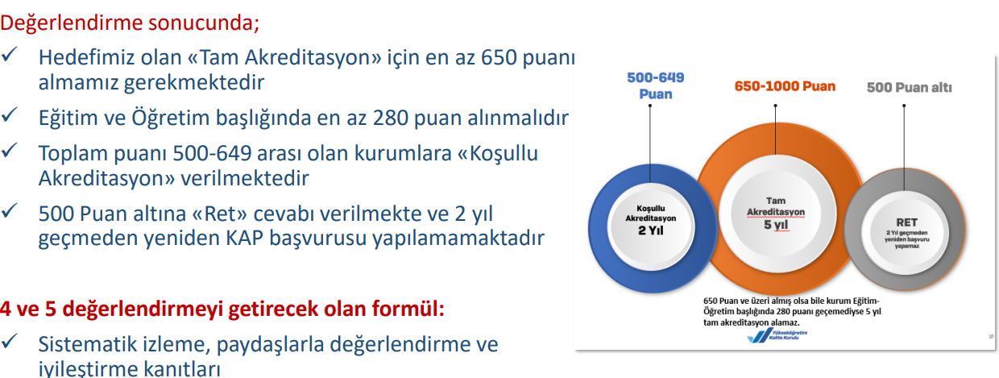 Değerlendirme sonucunda;
✓ Hedefimiz olan «Tam Akreditasyon» için en az 650 puanı
almamız gerekmektedir
✓ Eğitim ve Öğretim başlığında en az 280 puan alınmalıdır
✓ Toplam puanı 500-649 arası olan kurumlara «Koşullu
Akreditasyon» verilmektedir
✓ 500 Puan altına «Ret» cevabı verilmekte ve 2 yıl
geçmeden yeniden KAP başvurusu yapılamamaktadır
4 ve 5 değerlendirmeyi getirecek olan formül:
✓ Sistematik izleme, paydaşlarla değerlendirme ve
iyileştirme kanıtları
500-649
Puan
650-1000 Puan
500 Puan altı
Koşullu
Akreditasyon
2 Yıl
Tam
Akreditasyon
5 yıl
RET
2 Yıl geçmeden
yeniden başvuru
yapamaz
650 Puan ve üzeri almış olsa bile kurum Eğitim-
Öğretim başlığında 280 puanı geçemediyse 5 yıl
tam akreditasyon alamaz.
Yükseköğretim
Kalite Kurulu